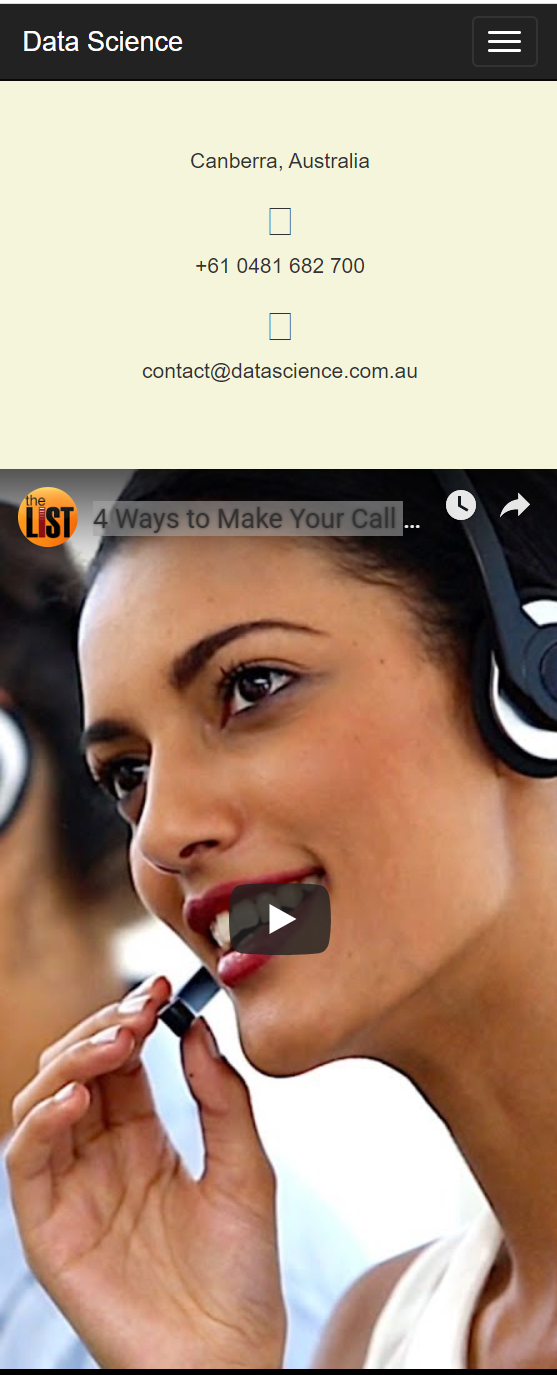 Data Science
Canberra, Australia
+61 0481 682 700
contact@datascience.com.au
the
LIST
4 Ways to Make Your Call ...